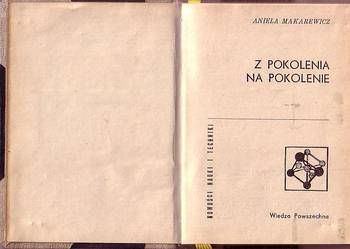 ANIELA MAKAREWICZ
Z POKOLENIA
NA POKOLENIE
NOWOŚCI NAUKI I TECHNIKI
Wiedza Powszechna